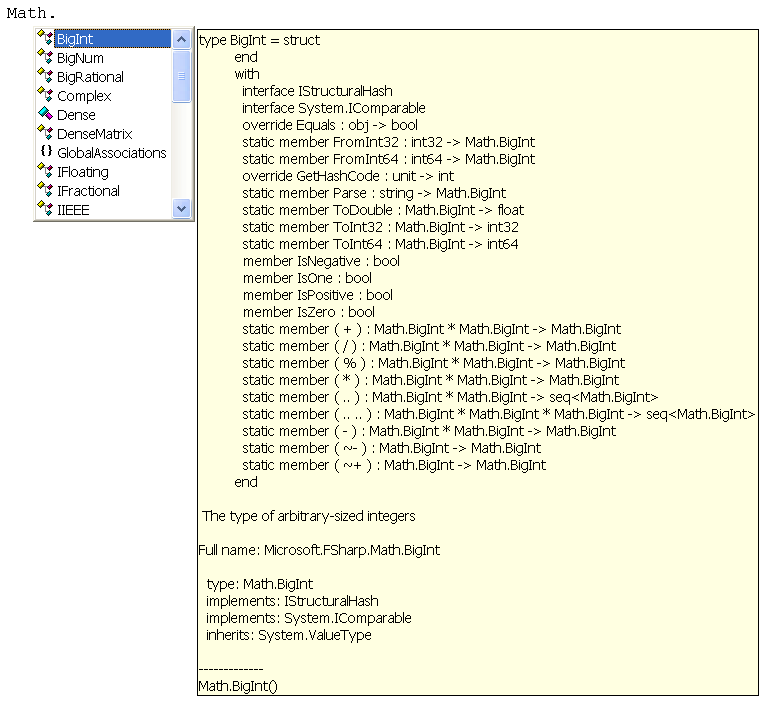 Math.
BigInt
BigNum
BigRational
Complex
Dense
DenseMatrix
{} GlobalAssociations
IFloating
IFractional
IIEEE
type BigInt = struct
end
with
interface IStructuralHash
interface System.IComparable
override Equals : obj -> bool
static member FromInt32 : int32 -> Math.BigInt
static member FromInt64 : int64 -> Math.BigInt
override GetHashCode : unit -> int
static member Parse : string -> Math.BigInt
static member ToDouble : Math.BigInt -> float
static member ToInt32 : Math.BigInt -> int32
static member ToInt64 : Math.BigInt -> int64
member IsNegative : bool
member IsOne : bool
member IsPositive : bool
member IsZero : bool
static member ( + ) : Math.BigInt * Math.BigInt -> Math.BigInt
static member ( / ) : Math.BigInt * Math.BigInt -> Math.BigInt
static member ( % ) : Math.BigInt * Math.BigInt -> Math.BigInt
static member ( * ) : Math.BigInt * Math.BigInt -> Math.BigInt
static member ( .. ) : Math.BigInt * Math.BigInt -> seq<Math.BigInt>
static member ( .. .. ) : Math.BigInt * Math.BigInt * Math.BigInt -> seq<Math.BigInt>
static member ( - ) : Math.BigInt * Math.BigInt -> Math.BigInt
static member ( ~- ) : Math.BigInt -> Math.BigInt
static member ( ~+ ) : Math.BigInt -> Math.BigInt
end
The type of arbitrary-sized integers
Full name: Microsoft.FSharp.Math.BigInt
type: Math.BigInt
implements: IStructuralHash
implements: System.IComparable
inherits: System.ValueType
-------------
Math.BigInt()